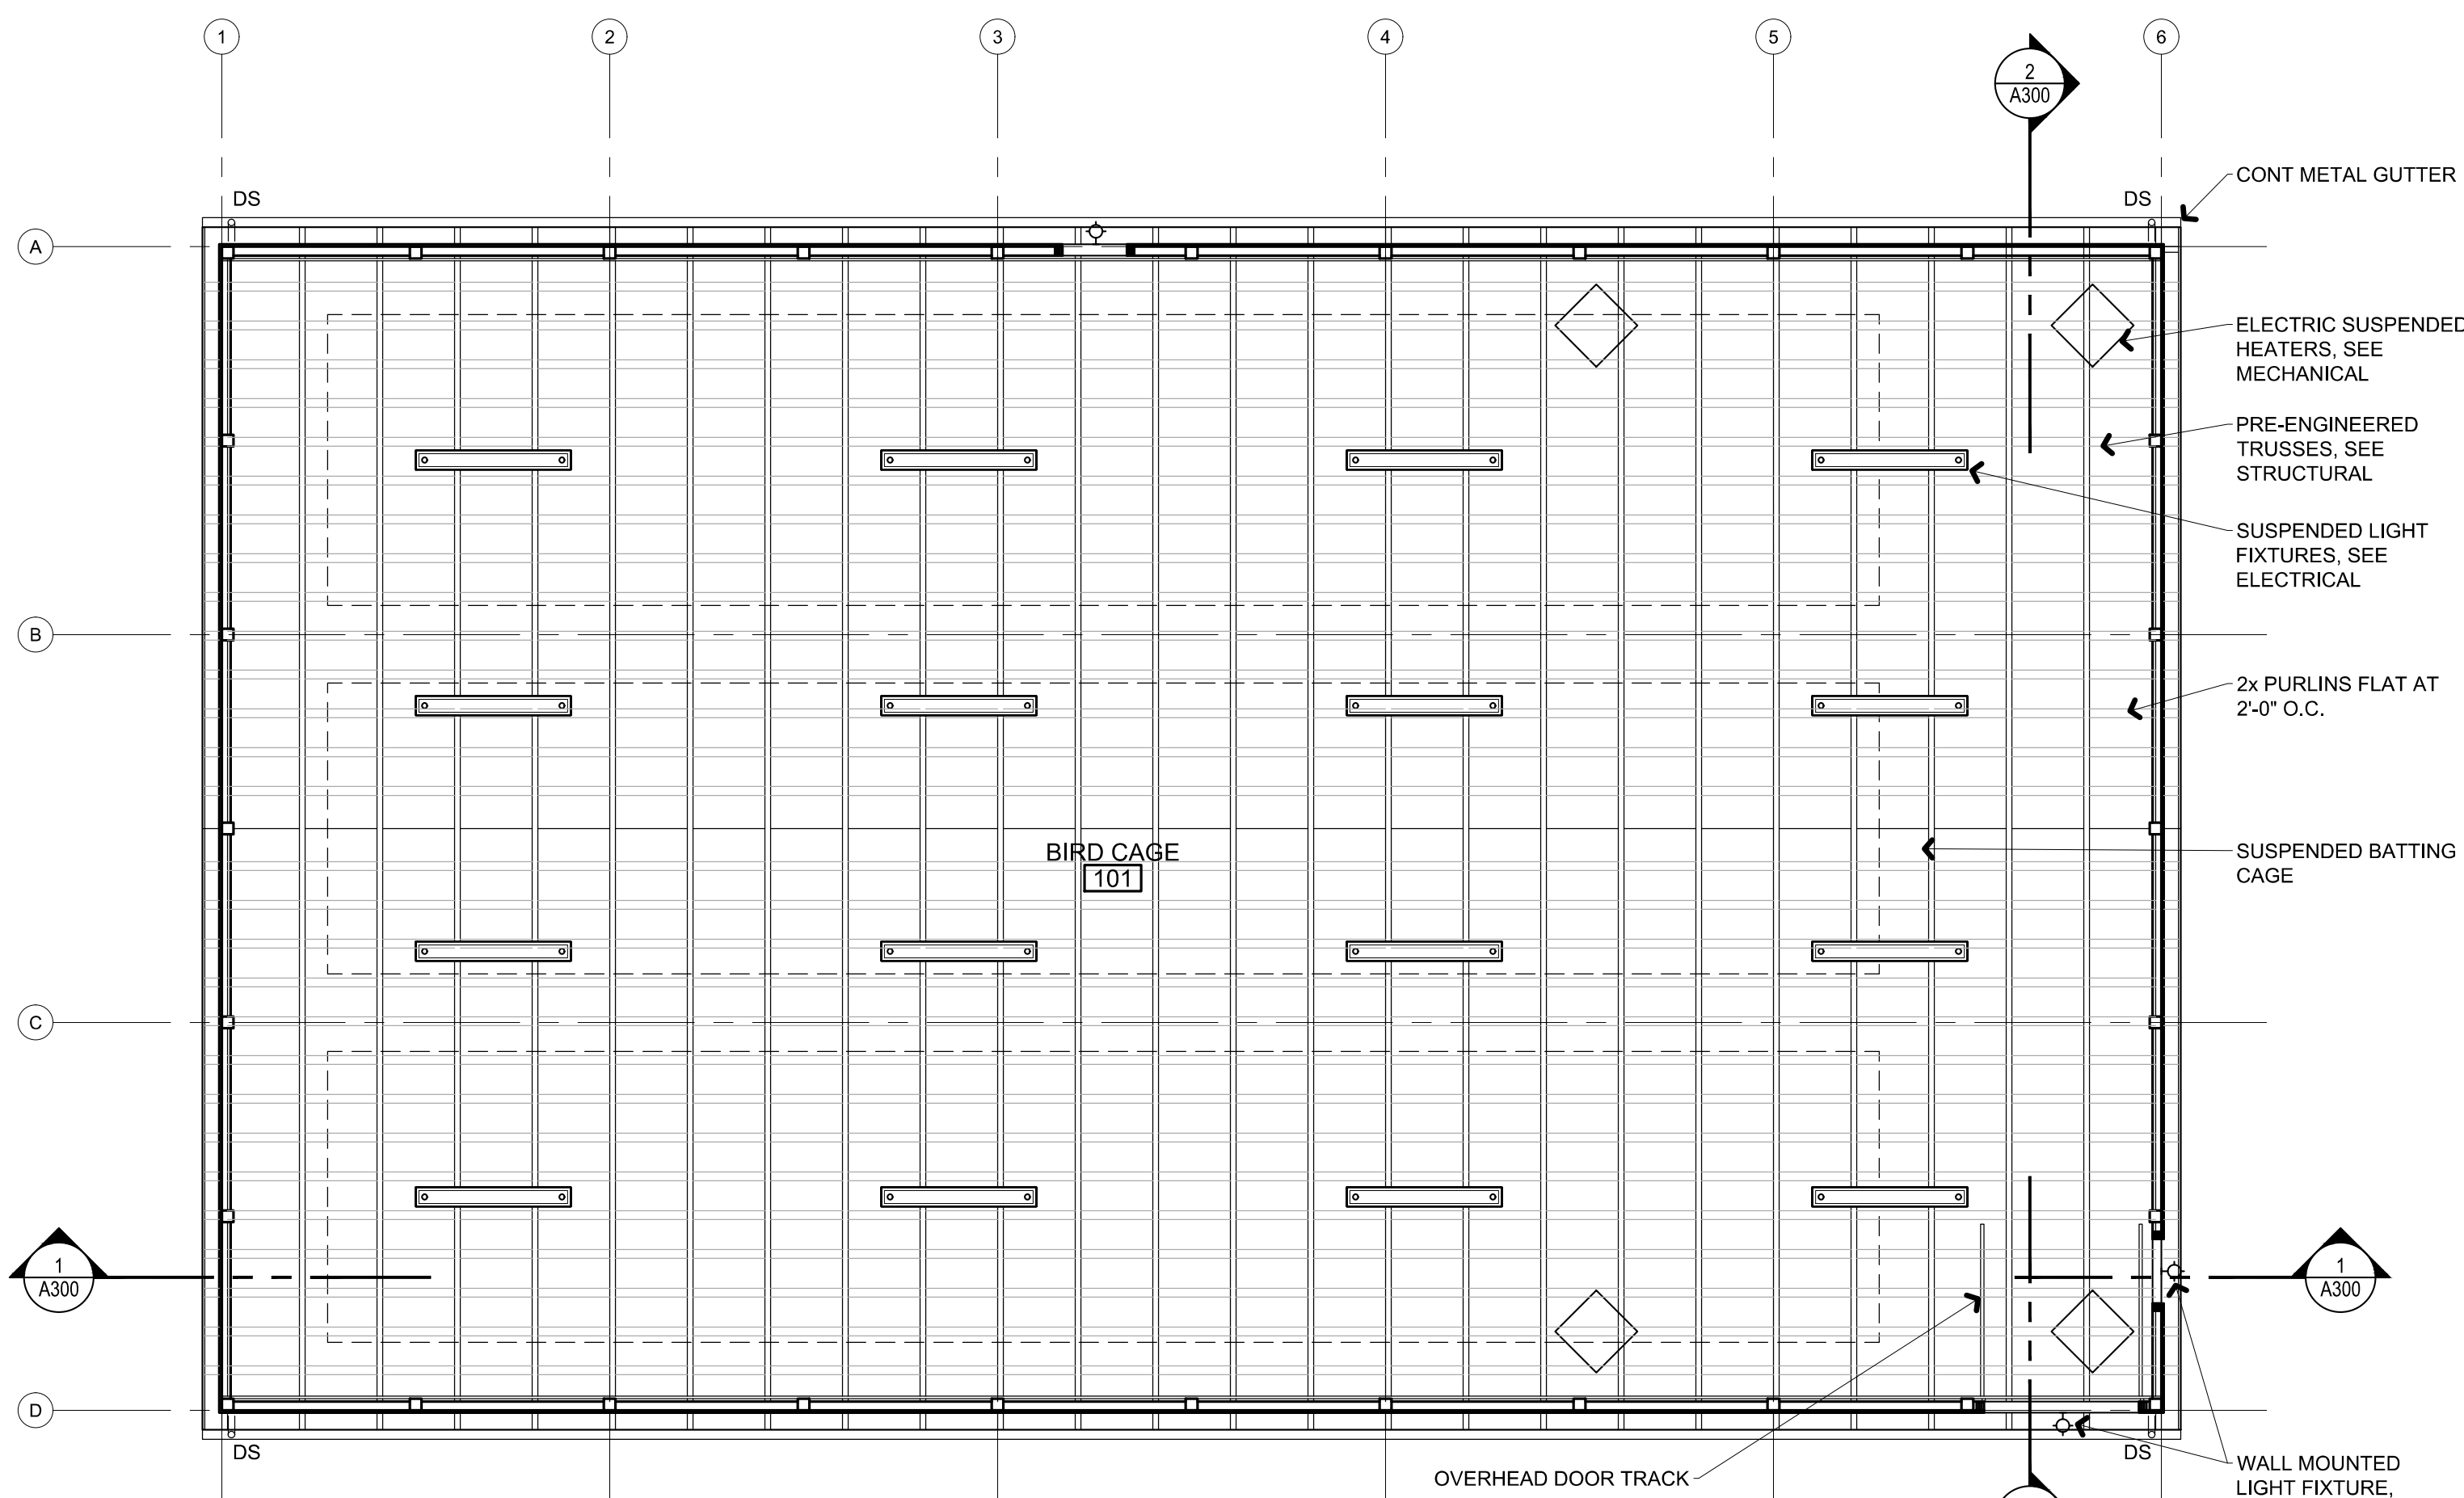 1
2
3
4
5
6
2
A300
DS
DS
CONT METAL GUTTER
A
ELECTRIC SUSPENDED
HEATERS, SEE
MECHANICAL
PRE-ENGINEERED
TRUSSES, SEE
STRUCTURAL
SUSPENDED LIGHT
FIXTURES, SEE
ELECTRICAL
B
2x PURLINS FLAT AT
2'-0" O.C.
BIRD CAGE
101
SUSPENDED BATTING
CAGE
C
1
A300
1
A300
D
DS
DS
OVERHEAD DOOR TRACK
WALL MOUNTED
LIGHT FIXTURE,